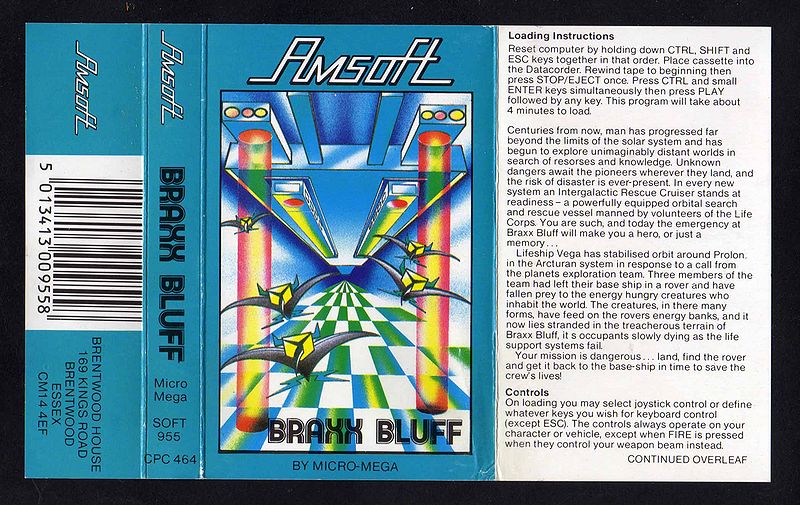 Amsoft
5 013413 009558
BRENTWOOD HOUSE
169 KINGS ROAD
BRENTWOOD
ESSEX
CM14 4EF
Amsoft
BRAXX BLUFF
Micro
Mega
SOFT
955
CPC 464
Amsoft
BRAXX BLUFF
BY MICRO-MEGA
Loading Instructions
Reset computer by holding down CTRL, SHIFT and
ESC keys together in that order. Place cassette into
the Datacorder. Rewind tape to beginning then
press STOP/EJECT once. Press CTRL and small
ENTER keys simultaneously then press PLAY
followed by any key. This program will take about
4 minutes to load.
Centuries from now, man has progressed far
beyond the limits of the solar system and has
begun to explore unimaginably distant worlds in
search of resorses and knowledge. Unknown
dangers await the pioneers wherever they land, and
the risk of disaster is ever-present. In every new
system an Intergalactic Rescue Cruiser stands at
readiness – a powerfully equipped orbital search
and rescue vessel manned by volunteers of the Life
Corps. You are such, and today the emergency at
Braxx Bluff will make you a hero, or just a
memory...
Lifeship Vega has stabilised orbit around Prolon,
in the Arcturan system in response to a call from
the planets exploration team. Three members of the
team had left their base ship in a rover and have
fallen prey to the energy hungry creatures who
inhabit the world. The creatures, in there many
forms, have feed on the rovers energy banks, and it
now lies stranded in the treacherous terrain of
Braxx Bluff, it s occupants slowly dying as the life
support systems fail.
Your mission is dangerous... land, find the rover
and get it back to the base-ship in time to save the
crew's lives!
Controls
On loading you may select joystick control or define
whatever keys you wish for keyboard control
(except ESC). The controls always operate on your
character or vehicle, except when FIRE is pressed
when they control your weapon beam instead.
CONTINUED OVERLEAF